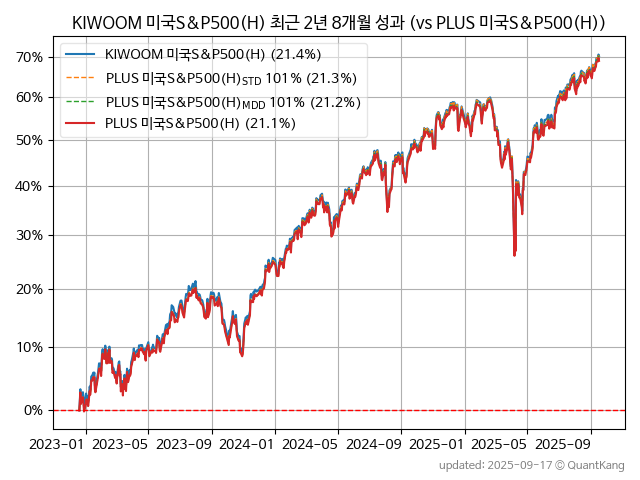 KIWOOM 미국S&P500(H) 최근 2년 8개월 성과 (vs PLUS 미국S&P500(H))
KIWOOM 미국S&P500(H) (21.4%)
PLUS 미국S&P500(H)STD 101% (21.3%)
PLUS 미국S&P500(H)MDD 101% (21.2%)
PLUS 미국S&P500(H) (21.1%)
70%
60%
50%
40%
30%
20%
10%
0%
2023-01 2023-05 2023-09 2024-01 2024-05 2024-09 2025-01 2025-05 2025-09
updated: 2025-09-17 © QuantKang